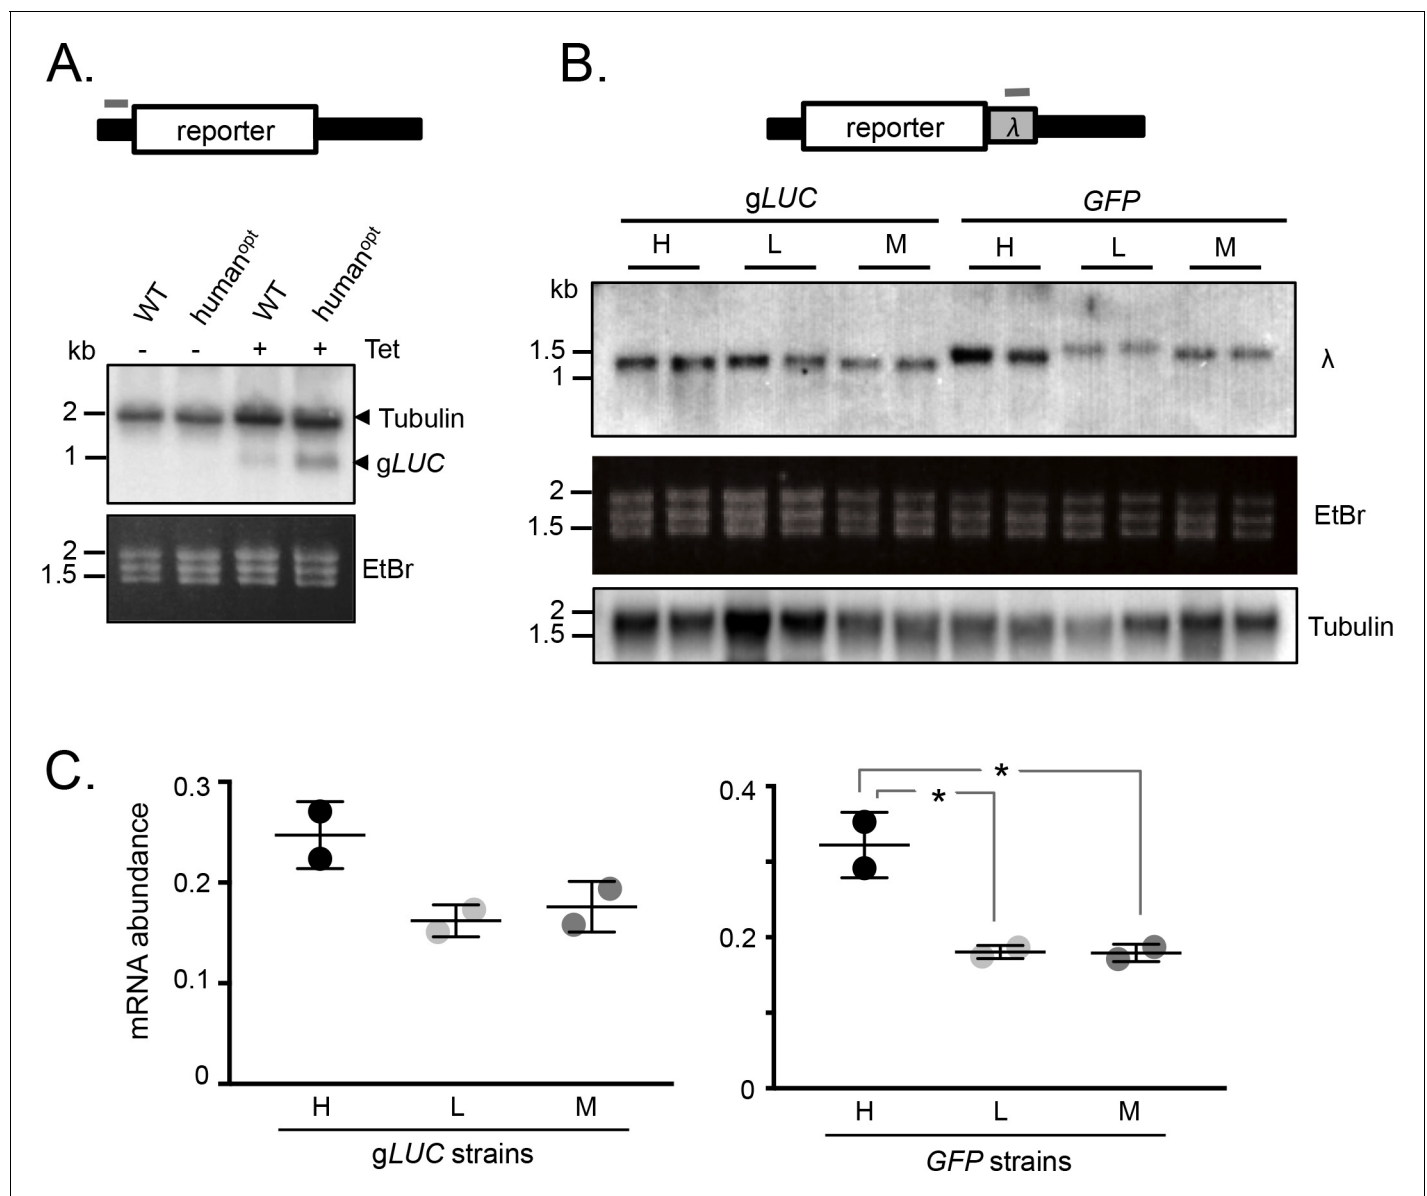 A.
reporter
WT
human^opt
WT
human^opt
kb - - + + Tet
2 Tubulin
1 gLUC
2
1.5
EtBr
B.
reporter λ
gLUC GFP
H L M H L M
kb
1.5
1
λ
2
1.5
EtBr
2
1.5
Tubulin
C.
mRNA abundance
0.3
0.2
0.1
0
H L M
gLUC strains
0.4
0.2
0
* *
H L M
GFP strains